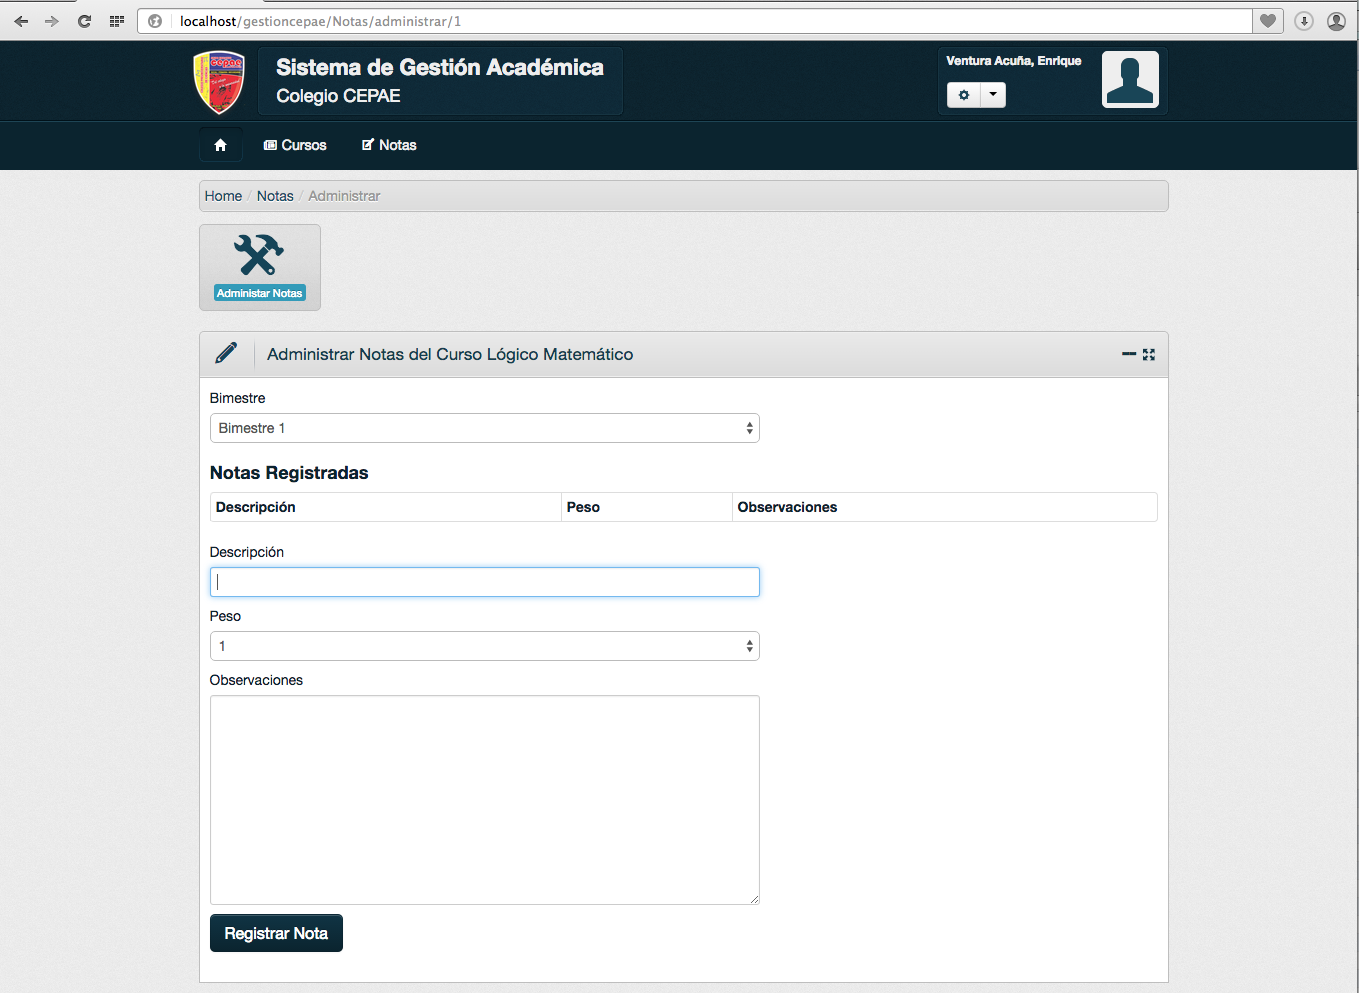 localhost/gestioncepae/Notas/administrar/1
cepae
Sistema de Gestión Académica
Colegio CEPAE
Ventura Acuña, Enrique
Cursos
Notas
Home / Notas / Administrar
Administar Notas
Administrar Notas del Curso Lógico Matemático
Bimestre
Bimestre 1
Notas Registradas
Descripción Peso Observaciones
Descripción
Peso
1
Observaciones
Registrar Nota